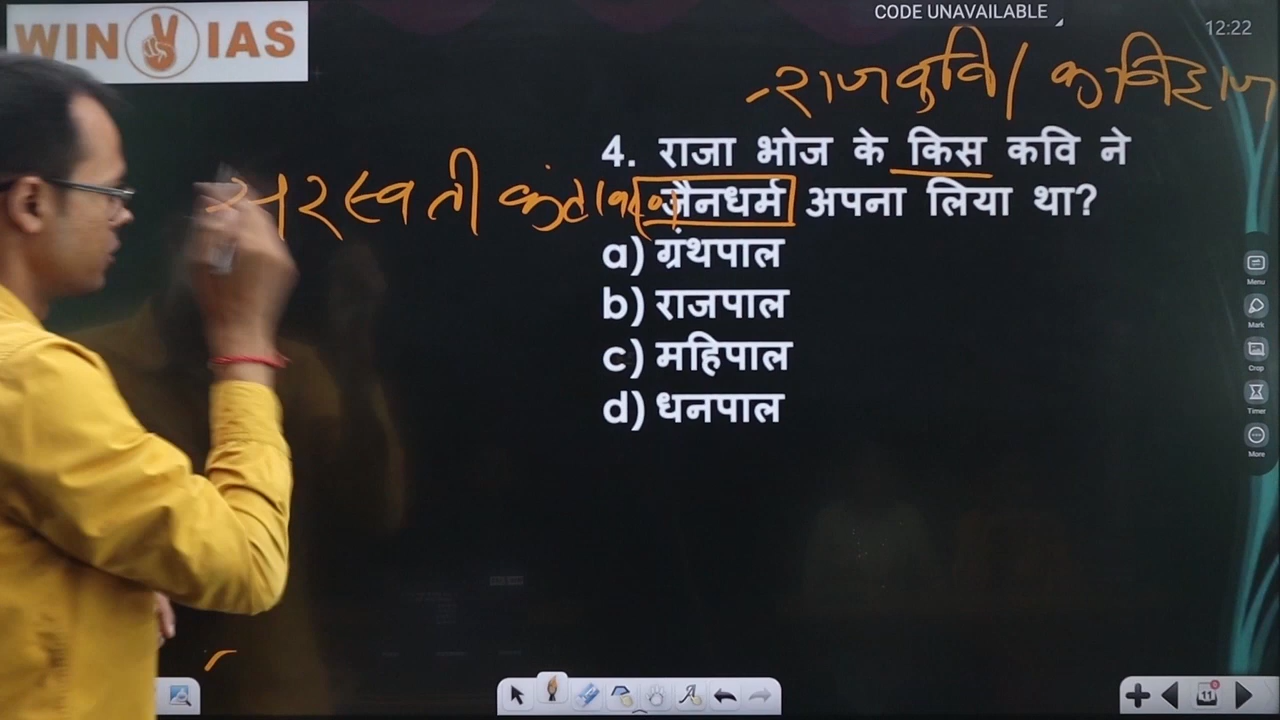 WIN IAS
CODE UNAVAILABLE
12:22
राजकवि / कविराज
4. राजा भोज के किस कवि ने
सरस्वती
जैनधर्म अपना लिया था?
a) ग्रंथपाल
b) राजपाल
c) महिपाल
d) धनपाल
Menu
Mark
Crop
Timer
More
11